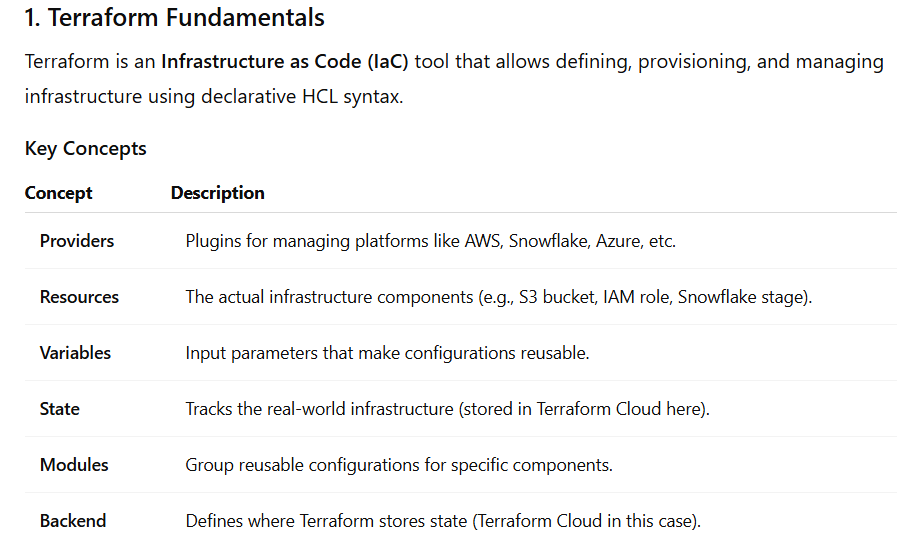 1. Terraform Fundamentals
Terraform is an Infrastructure as Code (IaC) tool that allows defining, provisioning, and managing
infrastructure using declarative HCL syntax.
Key Concepts
Concept Description
Providers Plugins for managing platforms like AWS, Snowflake, Azure, etc.
Resources The actual infrastructure components (e.g., S3 bucket, IAM role, Snowflake stage).
Variables Input parameters that make configurations reusable.
State Tracks the real-world infrastructure (stored in Terraform Cloud here).
Modules Group reusable configurations for specific components.
Backend Defines where Terraform stores state (Terraform Cloud in this case).